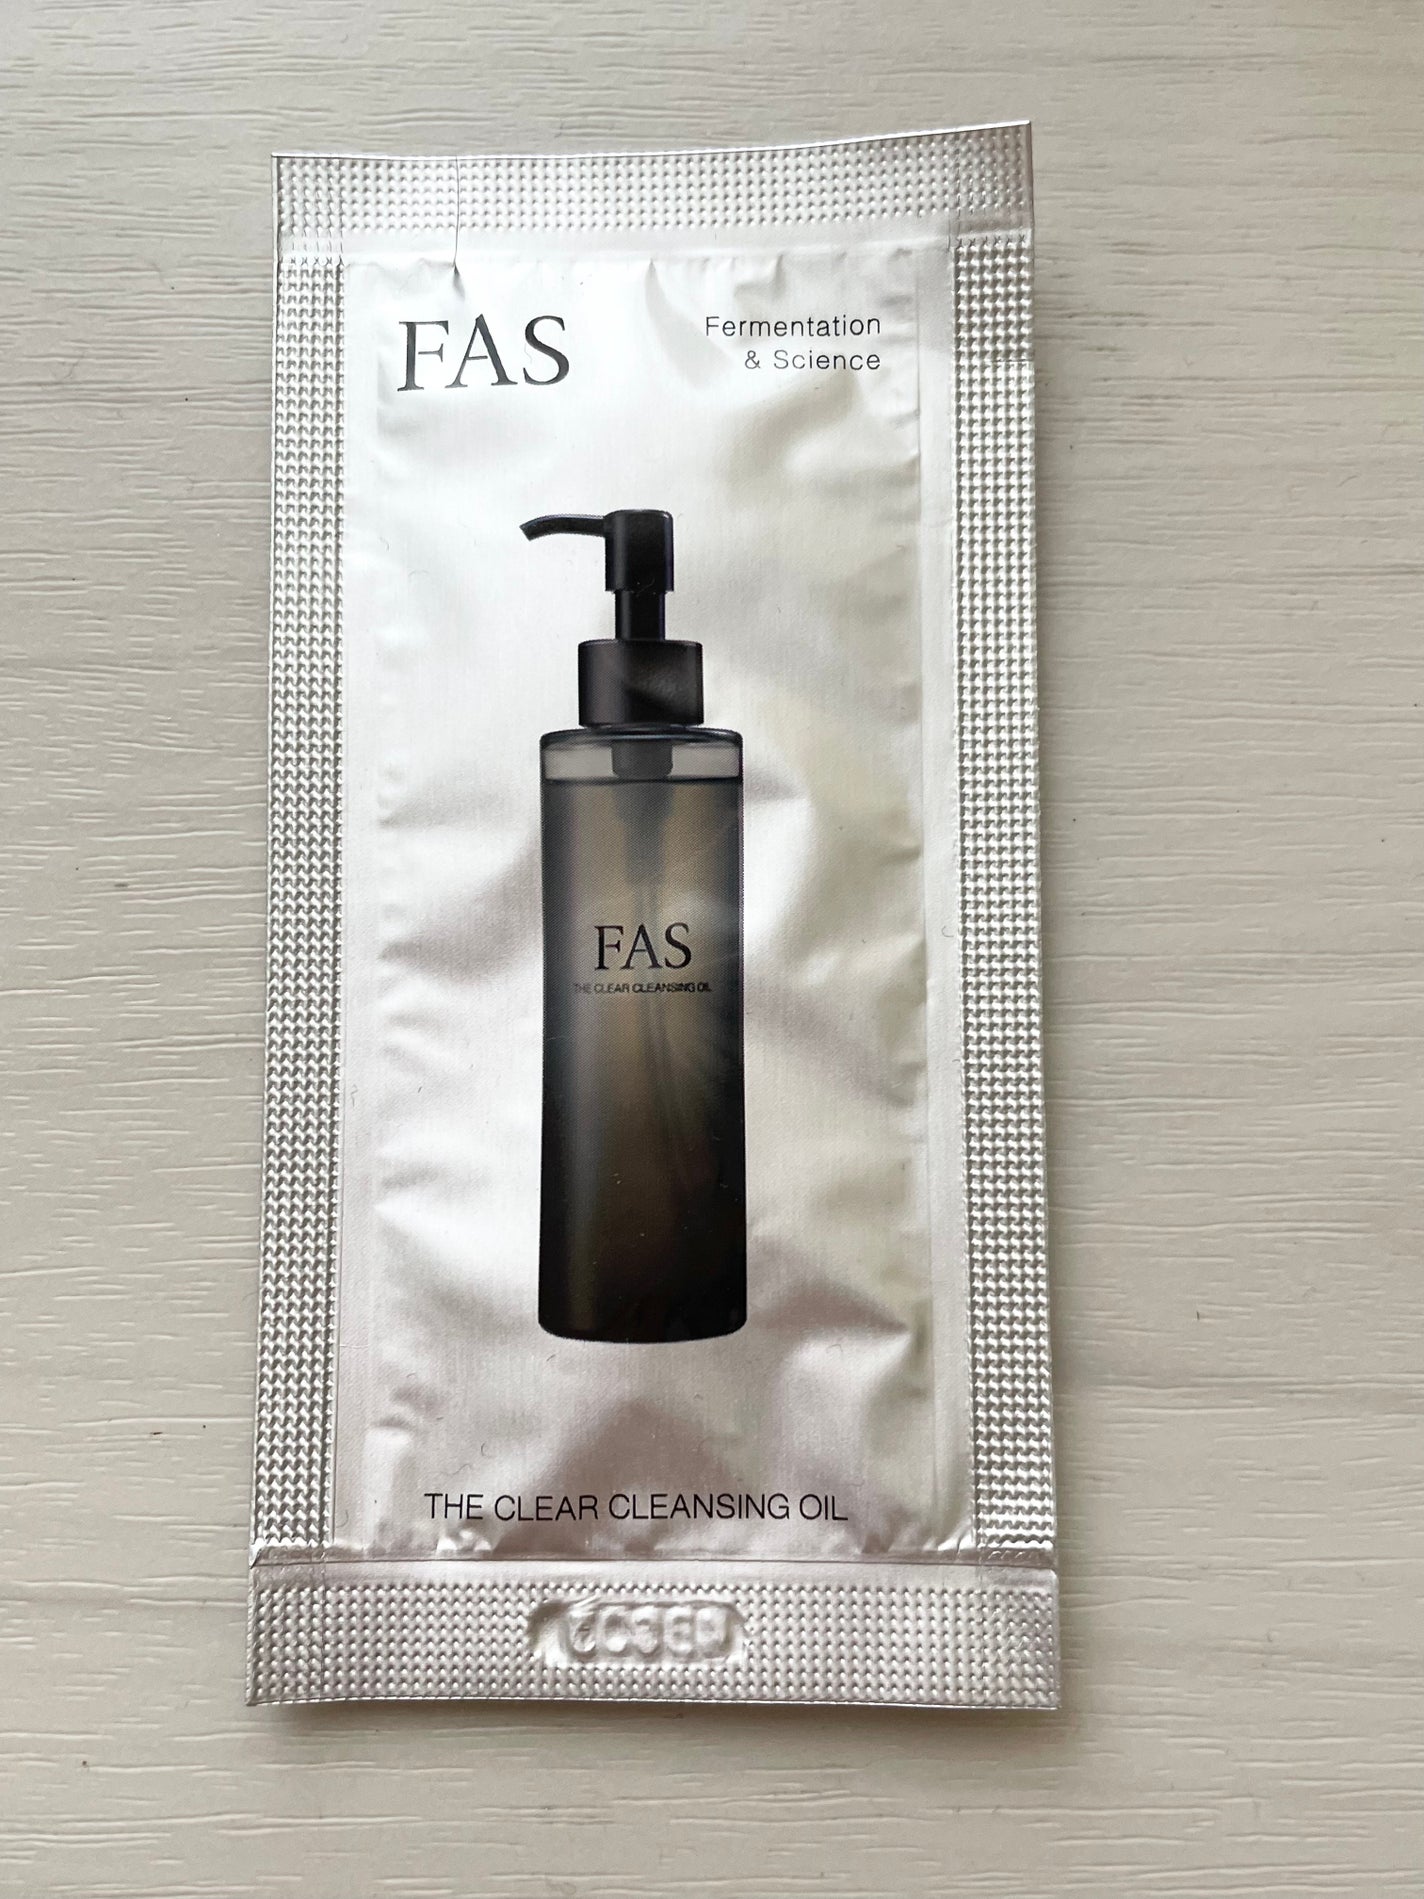 FAS
Fermentation
& Science
FAS
THE CLEAR CLEANSING OIL
THE CLEAR CLEANSING OIL